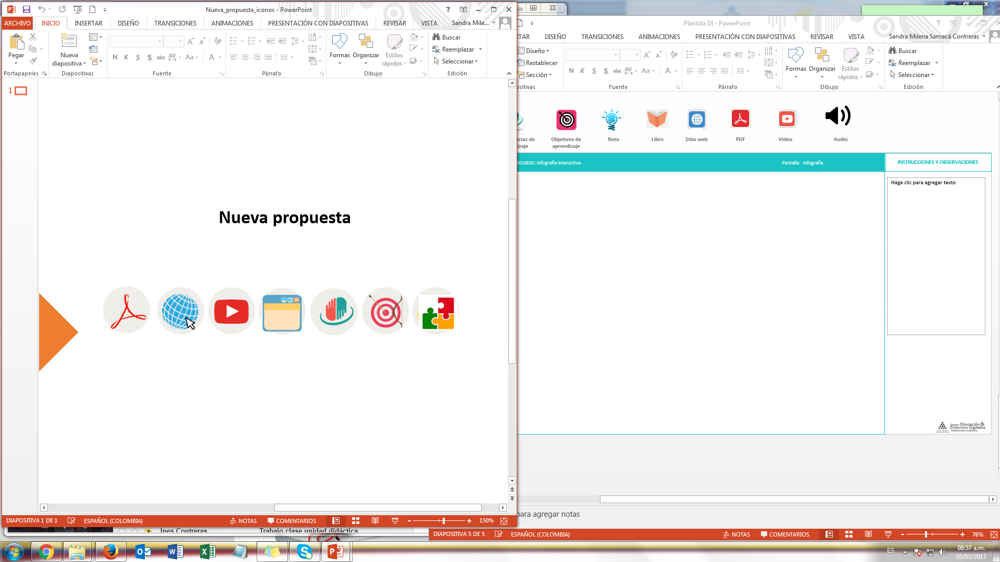 Nueva_propuesta_iconos - PowerPoint
ARCHIVO INICIO INSERTAR DISEÑO TRANSICIONES ANIMACIONES PRESENTACIÓN CON DIAPOSITIVAS REVISAR VISTA Sandra Mile...
Pegar
Nueva diapositiva
N K S S abc AV Aa A
Formas Organizar Estilos rápidos
Buscar
Reemplazar
Seleccionar
Portapapeles Diapositivas Fuente Párrafo Dibujo Edición
1
Nueva propuesta
DIAPOSITIVA 1 DE 1 ESPAÑOL (COLOMBIA) NOTAS COMENTARIOS 150%
Ines Contreras Trabajo clase unidad didáctica
Plantilla DI - PowerPoint
TAR DISEÑO TRANSICIONES ANIMACIONES PRESENTACIÓN CON DIAPOSITIVAS REVISAR VISTA Sandra Milena Samacá Contreras
Diseño
Restablecer
Sección
N K S S abc AV Aa A
Formas Organizar Estilos rápidos
Buscar
Reemplazar
Seleccionar
sitivas Fuente Párrafo Dibujo Edición
ncias de
izaje
Objetivos de
aprendizaje
Reto
Libro
Sitio web
PDF
Video
Audio
ECURSO: Infografía interactiva Pantalla: Infografía
INSTRUCCIONES Y OBSERVACIONES
Haga clic para agregar texto
Equipo Educación &
Entornos Digitales
Subdirección Académica
para agregar notas
DIAPOSITIVA 5 DE 5 ESPAÑOL (COLOMBIA) NOTAS COMENTARIOS 76%
ES
08:57 a.m.
10/03/2017